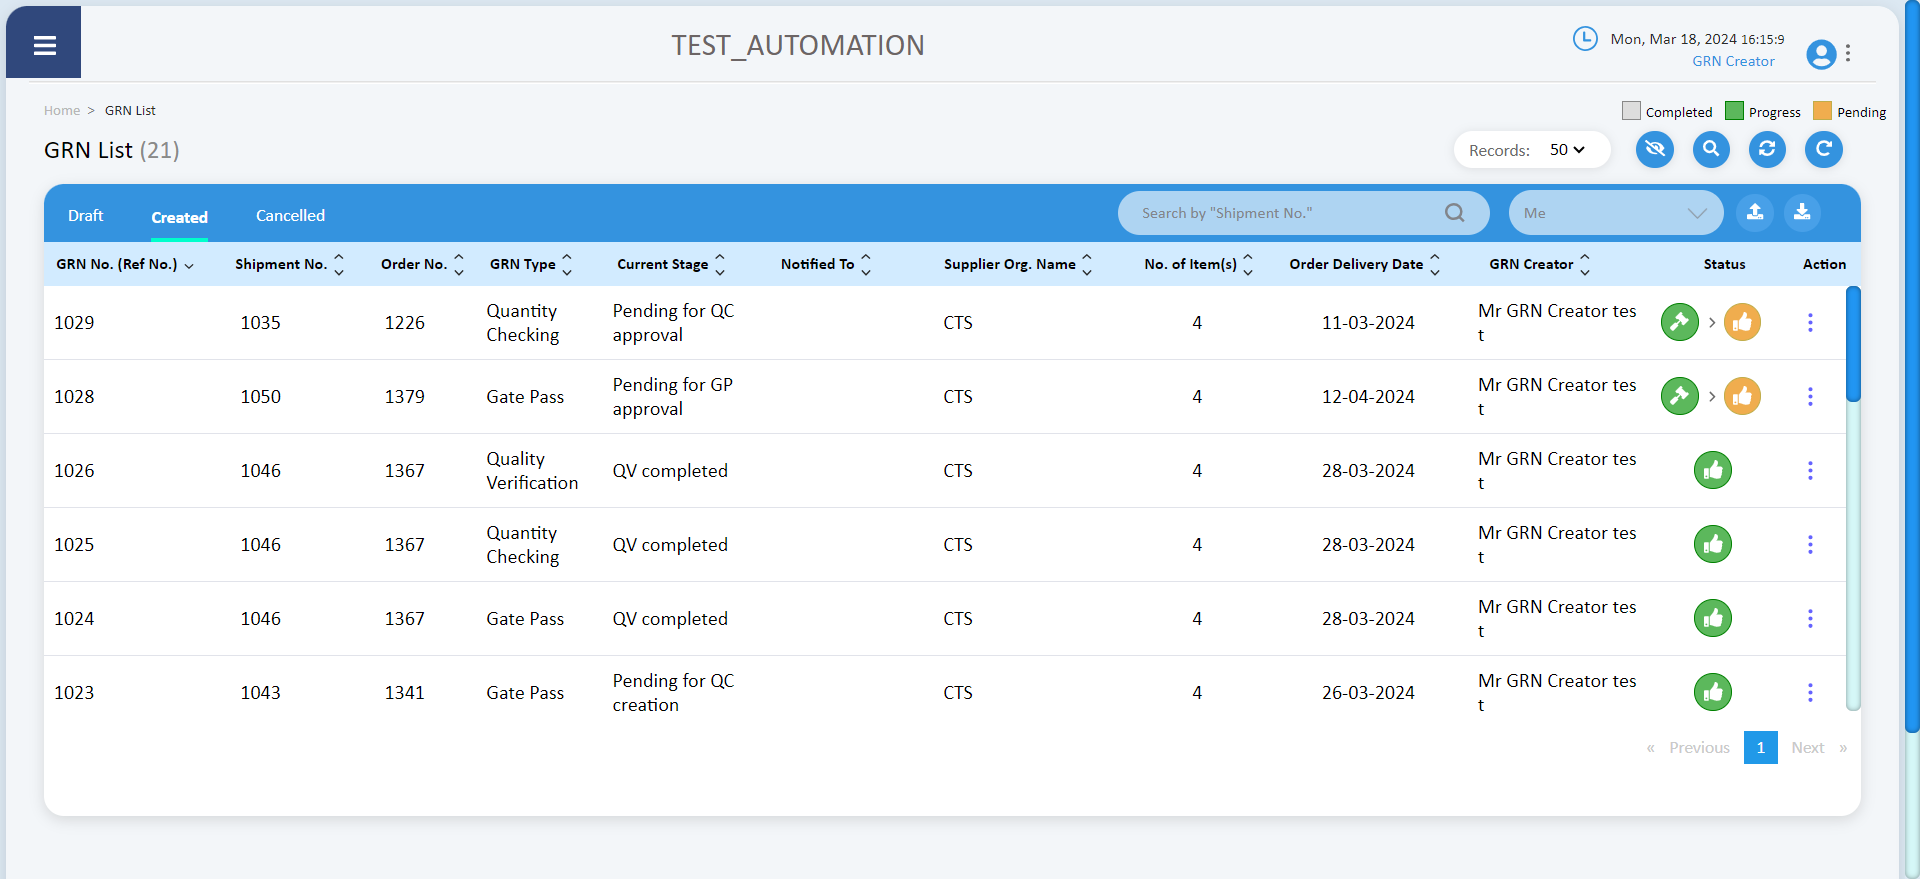 TEST_AUTOMATION
Mon, Mar 18, 2024 16:15:9
GRN Creator
Home > GRN List
Completed Progress Pending
GRN List (21)
Records: 50
Draft Created Cancelled Search by "Shipment No." Me
GRN No. (Ref No.) Shipment No. Order No. GRN Type Current Stage Notified To Supplier Org. Name No. of Item(s) Order Delivery Date GRN Creator Status Action
1029 1035 1226 Quantity Checking Pending for QC approval CTS 4 11-03-2024 Mr GRN Creator tes t
1028 1050 1379 Gate Pass Pending for GP approval CTS 4 12-04-2024 Mr GRN Creator tes t
1026 1046 1367 Quality Verification QV completed CTS 4 28-03-2024 Mr GRN Creator tes t
1025 1046 1367 Quantity Checking QV completed CTS 4 28-03-2024 Mr GRN Creator tes t
1024 1046 1367 Gate Pass QV completed CTS 4 28-03-2024 Mr GRN Creator tes t
1023 1043 1341 Gate Pass Pending for QC creation CTS 4 26-03-2024 Mr GRN Creator tes t
« Previous 1 Next »